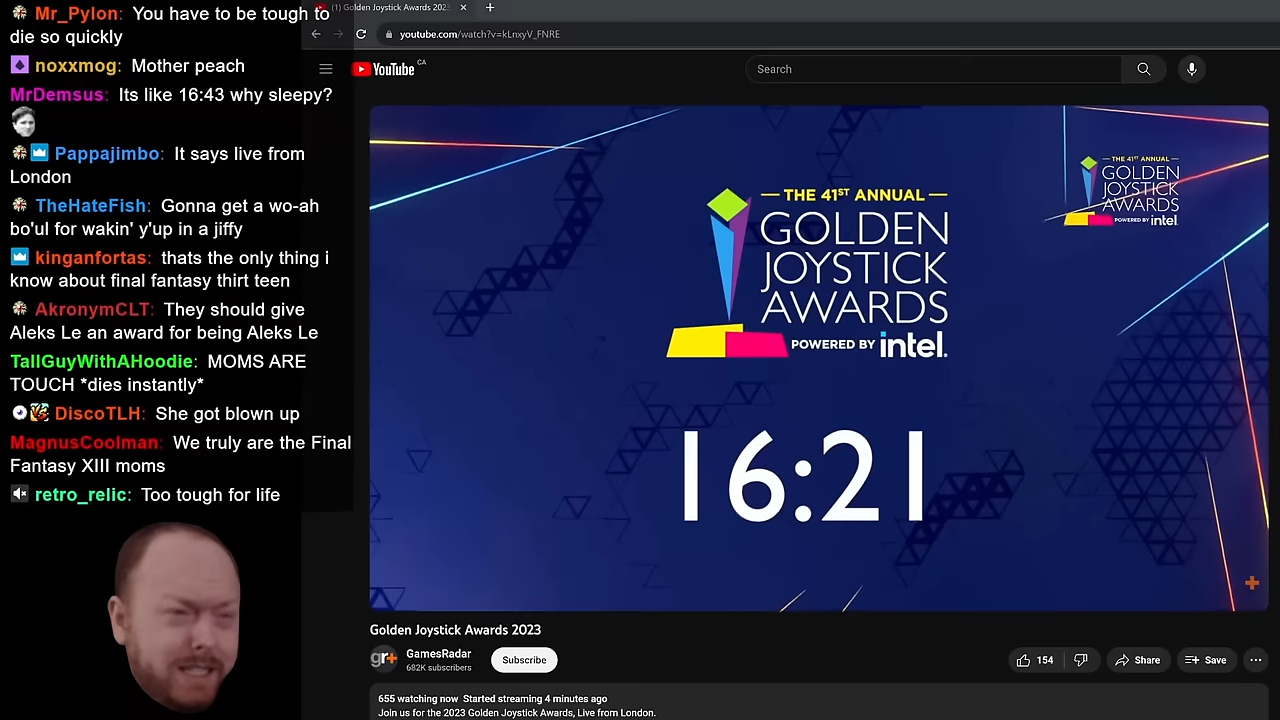 Mr_Pylon: You have to be tough to
die so quickly
noxxmog: Mother peach
MrDemsus: Its like 16:43 why sleepy?
Pappajimbo: It says live from
London
TheHateFish: Gonna get a wo-ah
bo'ul for wakin' y'up in a jiffy
kinganfortas: thats the only thing i
know about final fantasy thirt teen
AkronymCLT: They should give
Aleks Le an award for being Aleks Le
TallGuyWithAHoodie: MOMS ARE
TOUCH *dies instantly*
DiscoTLH: She got blown up
MagnusCoolman: We truly are the Final
Fantasy XIII moms
retro_relic: Too tough for life
(1) Golden Joystick Awards 2023
youtube.com/watch?v=kLnxyV_FNRE
YouTube CA
Search
THE 41ST ANNUAL
GOLDEN
JOYSTICK
AWARDS
POWERED BY intel.
THE 41ST ANNUAL
GOLDEN
JOYSTICK
AWARDS
POWERED BY intel.
16:21
Golden Joystick Awards 2023
gr+
GamesRadar
682K subscribers
Subscribe
154
Share
Save
655 watching now Started streaming 4 minutes ago
Join us for the 2023 Golden Joystick Awards, Live from London.